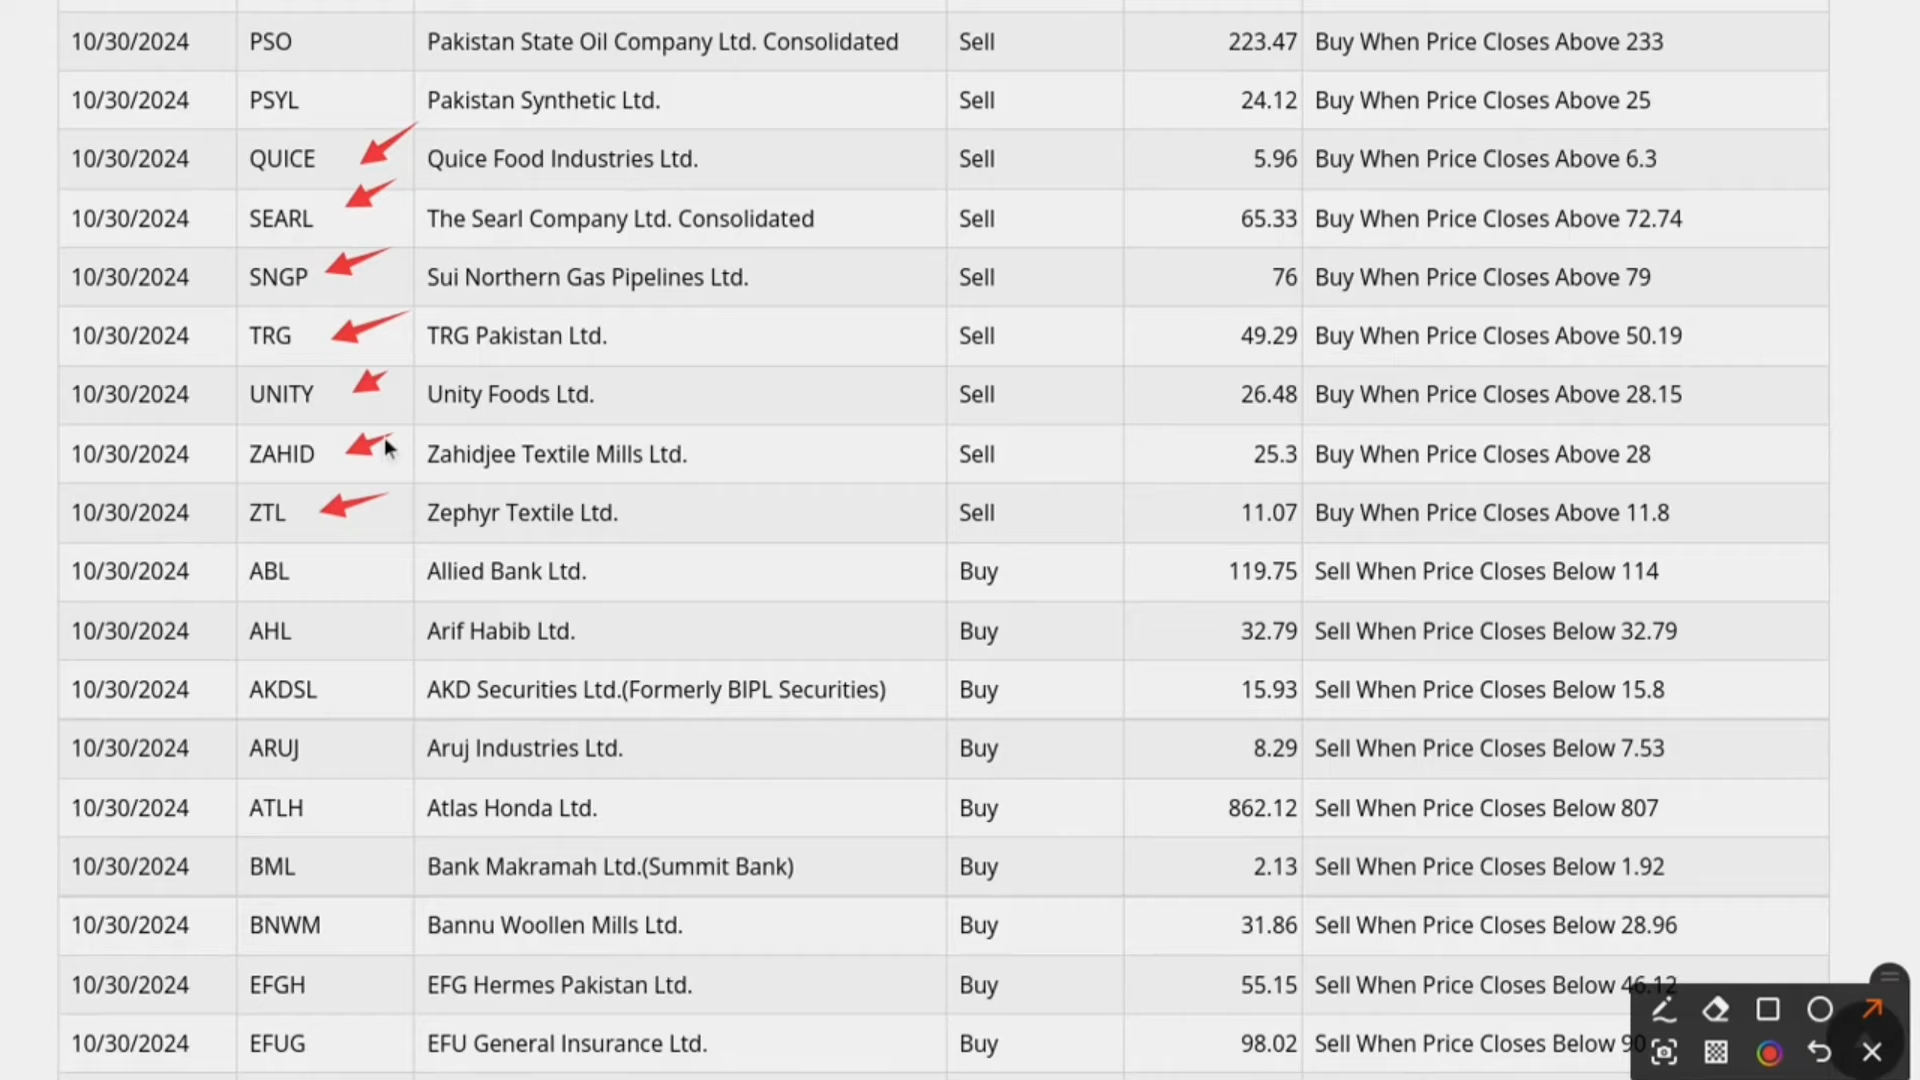 10/30/2024 PSO Pakistan State Oil Company Ltd. Consolidated Sell 223.47 Buy When Price Closes Above 233
10/30/2024 PSYL Pakistan Synthetic Ltd. Sell 24.12 Buy When Price Closes Above 25
10/30/2024 QUICE Quice Food Industries Ltd. Sell 5.96 Buy When Price Closes Above 6.3
10/30/2024 SEARL The Searl Company Ltd. Consolidated Sell 65.33 Buy When Price Closes Above 72.74
10/30/2024 SNGP Sui Northern Gas Pipelines Ltd. Sell 76 Buy When Price Closes Above 79
10/30/2024 TRG TRG Pakistan Ltd. Sell 49.29 Buy When Price Closes Above 50.19
10/30/2024 UNITY Unity Foods Ltd. Sell 26.48 Buy When Price Closes Above 28.15
10/30/2024 ZAHID Zahidjee Textile Mills Ltd. Sell 25.3 Buy When Price Closes Above 28
10/30/2024 ZTL Zephyr Textile Ltd. Sell 11.07 Buy When Price Closes Above 11.8
10/30/2024 ABL Allied Bank Ltd. Buy 119.75 Sell When Price Closes Below 114
10/30/2024 AHL Arif Habib Ltd. Buy 32.79 Sell When Price Closes Below 32.79
10/30/2024 AKDSL AKD Securities Ltd.(Formerly BIPL Securities) Buy 15.93 Sell When Price Closes Below 15.8
10/30/2024 ARUJ Aruj Industries Ltd. Buy 8.29 Sell When Price Closes Below 7.53
10/30/2024 ATLH Atlas Honda Ltd. Buy 862.12 Sell When Price Closes Below 807
10/30/2024 BML Bank Makramah Ltd.(Summit Bank) Buy 2.13 Sell When Price Closes Below 1.92
10/30/2024 BNWM Bannu Woollen Mills Ltd. Buy 31.86 Sell When Price Closes Below 28.96
10/30/2024 EFGH EFG Hermes Pakistan Ltd. Buy 55.15 Sell When Price Closes Below 46.12
10/30/2024 EFUG EFU General Insurance Ltd. Buy 98.02 Sell When Price Closes Below 90